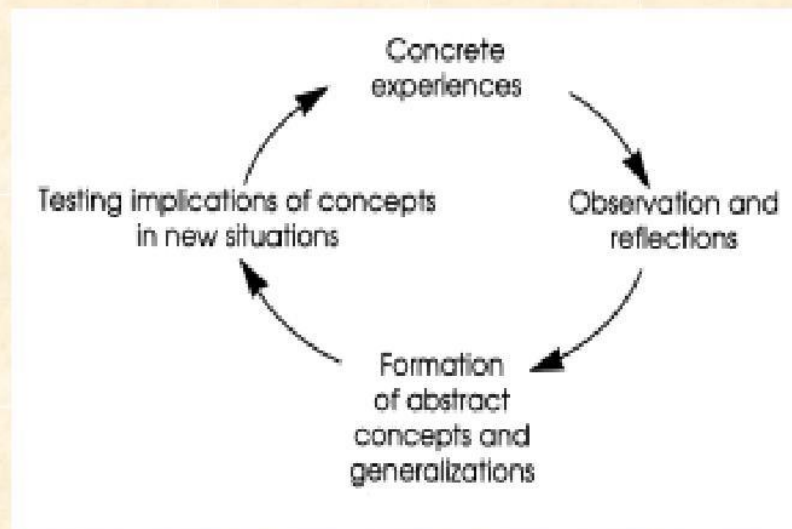 Concrete
experiences
Observation and
reflections
Formation
of abstract
concepts and
generalizations
Testing implications of concepts
in new situations